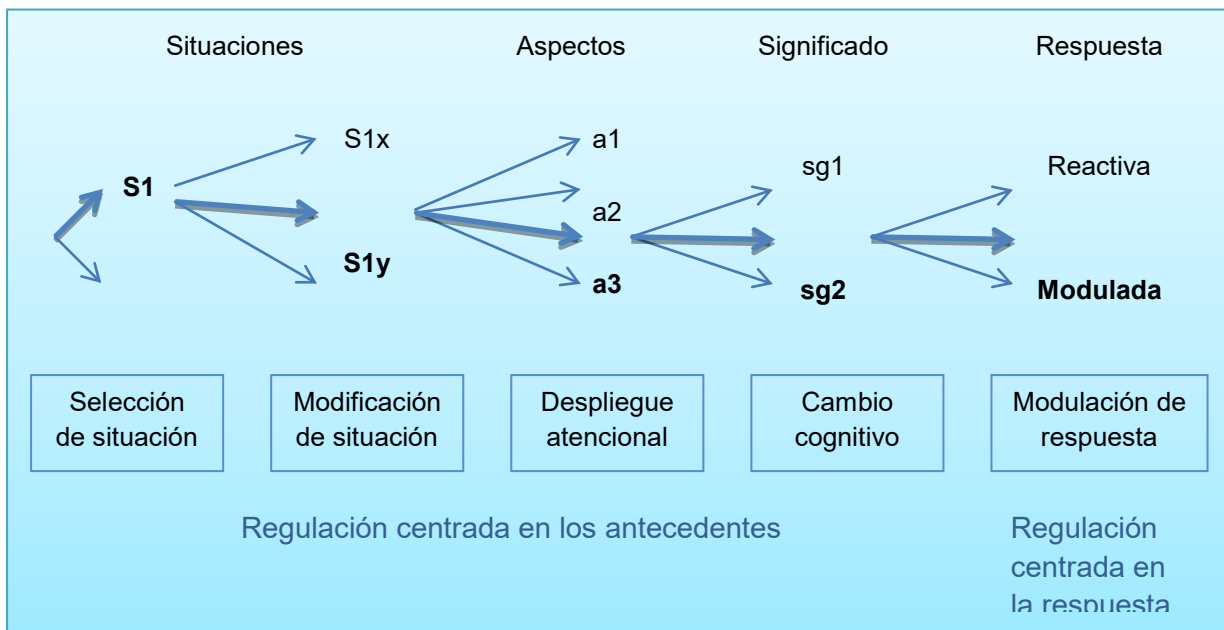 Situaciones
Aspectos
Significado
Respuesta
S1
S1x
S1y
a1
a2
a3
sg1
sg2
Reactiva
Modulada
Selección
de situación
Modificación
de situación
Despliegue
atencional
Cambio
cognitivo
Modulación de
respuesta
Regulación centrada en los antecedentes
Regulación
centrada en
la respuesta